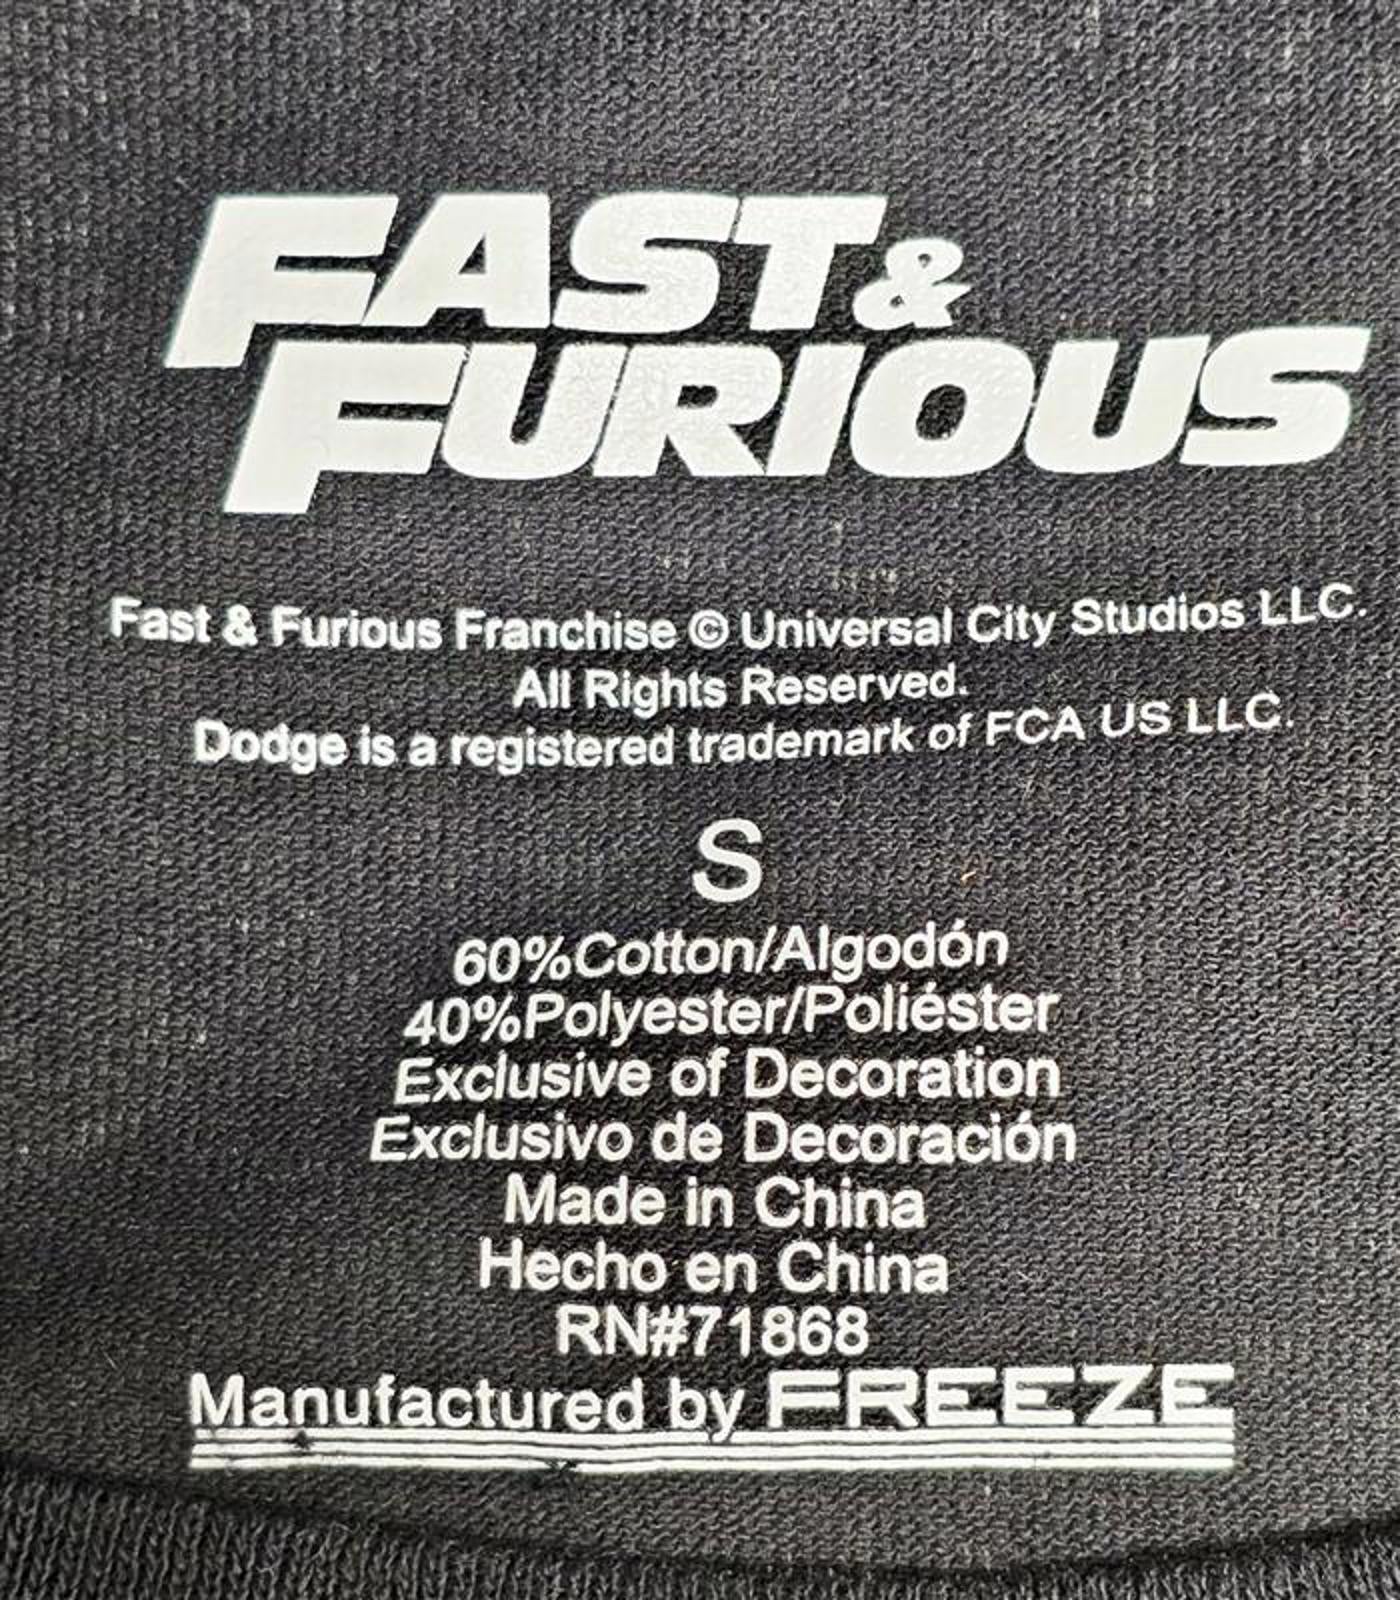 FAST &
FURIOUS
Fast & Furious Franchise © Universal City Studios LLC.
All Rights Reserved.
Dodge is a registered trademark of FCA US LLC.
S
60%Cotton/Algodón
40%Polyester/Poliéster
Exclusive of Decoration
Exclusivo de Decoración
Made in China
Hecho en China
RN#71868
Manufactured by FREEZE